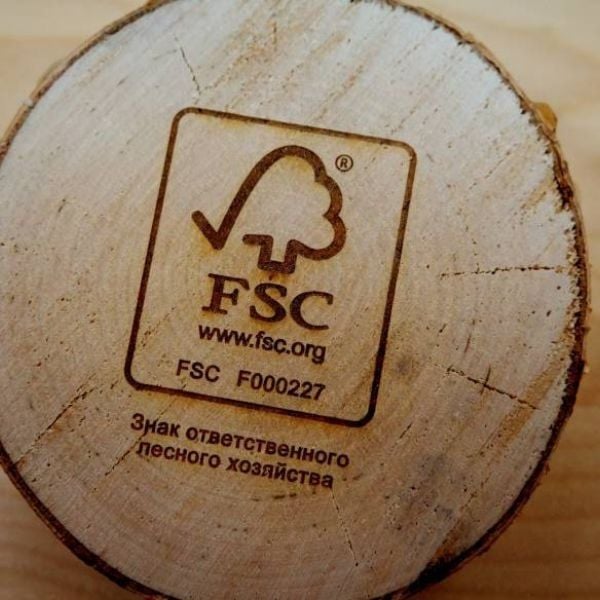 ®
FSC
www.fsc.org
FSC F000227
Знак ответственного
лесного хозяйства